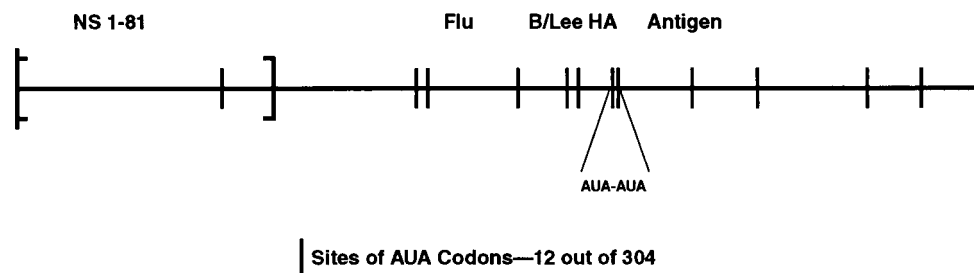 NS 1-81 Flu B/Lee HA Antigen
AUA-AUA
Sites of AUA Codons—12 out of 304